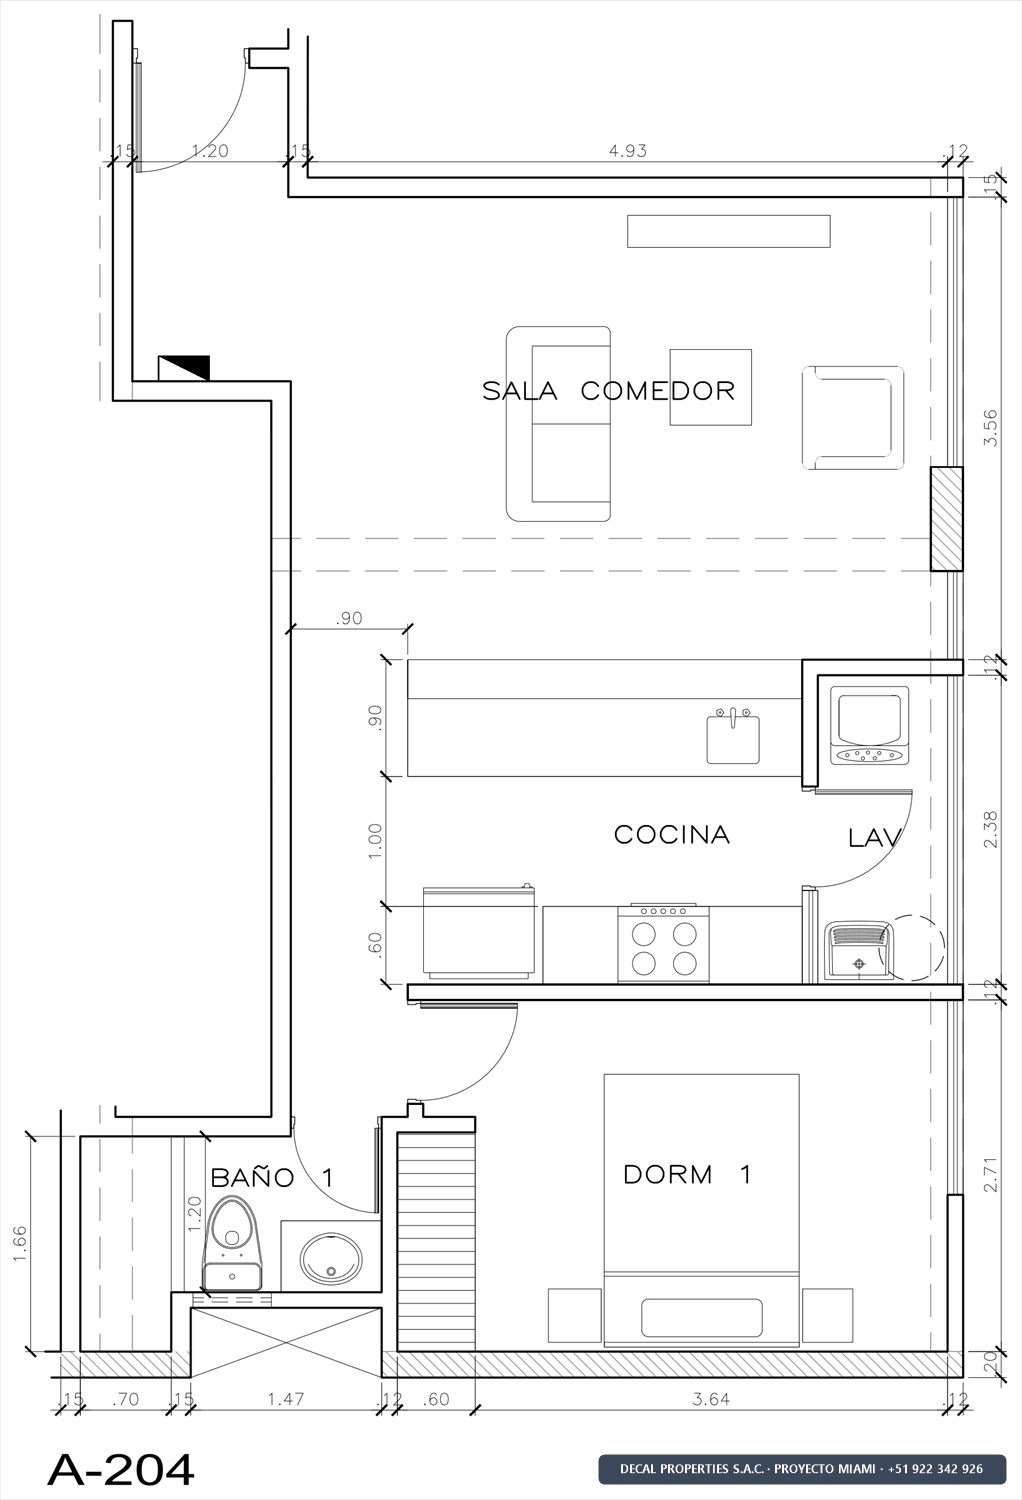 .15 1.20 .15 4.93 .12
.15
SALA COMEDOR
3.56
.90
.12
.90
COCINA
LAV
1.00
2.38
.60
.12
BAÑO 1
DORM 1
1.20
1.66
2.71
.20
.15 .70 .15 1.47 .12 .60 3.64 .12
A-204
DECAL PROPERTIES S.A.C. · PROYECTO MIAMI · +51 922 342 926